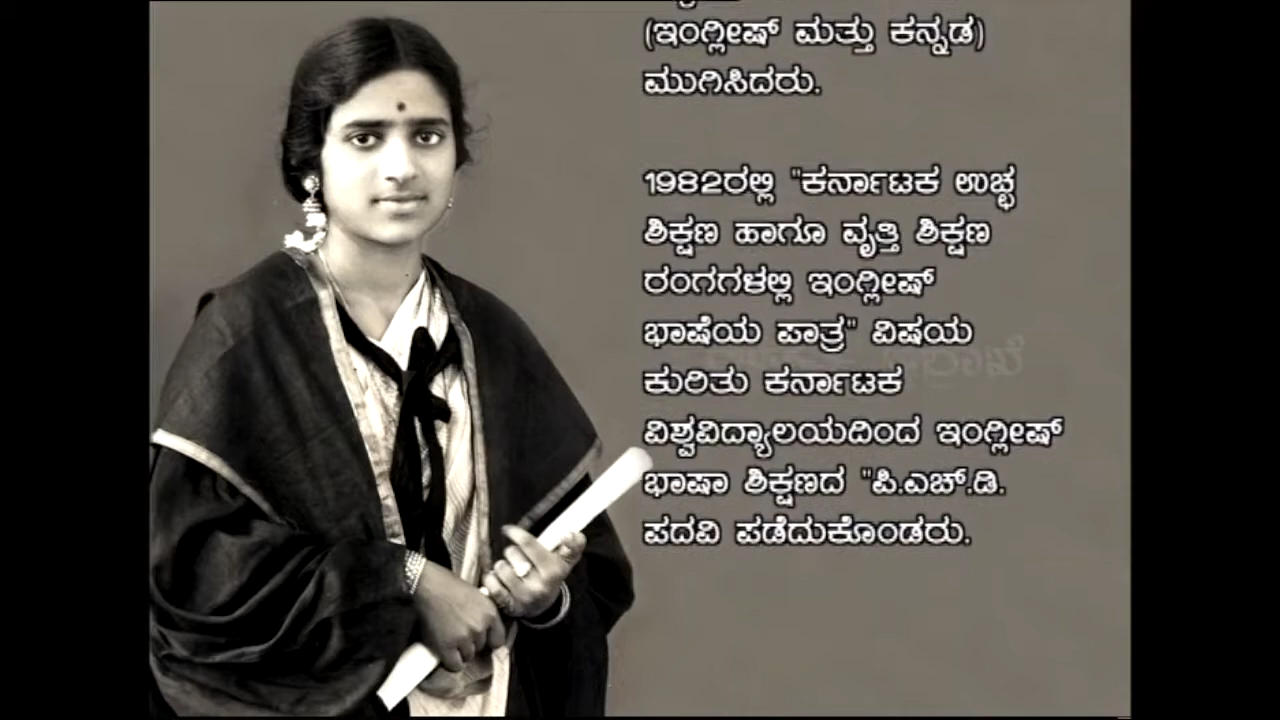 (ಇಂಗ್ಲೀಷ್ ಮತ್ತು ಕನ್ನಡ)
ಮುಗಿಸಿದರು.
1982ರಲ್ಲಿ "ಕರ್ನಾಟಕ ಉಚ್ಛ
ಶಿಕ್ಷಣ ಹಾಗೂ ವೃತ್ತಿ ಶಿಕ್ಷಣ
ರಂಗಗಳಲ್ಲಿ ಇಂಗ್ಲೀಷ್
ಭಾಷೆಯ ಪಾತ್ರ" ವಿಷಯ
ಕುರಿತು ಕರ್ನಾಟಕ
ವಿಶ್ವವಿದ್ಯಾಲಯದಿಂದ ಇಂಗ್ಲೀಷ್
ಭಾಷಾ ಶಿಕ್ಷಣದ "ಪಿ.ಎಚ್.ಡಿ.
ಪದವಿ ಪಡೆದುಕೊಂಡರು.